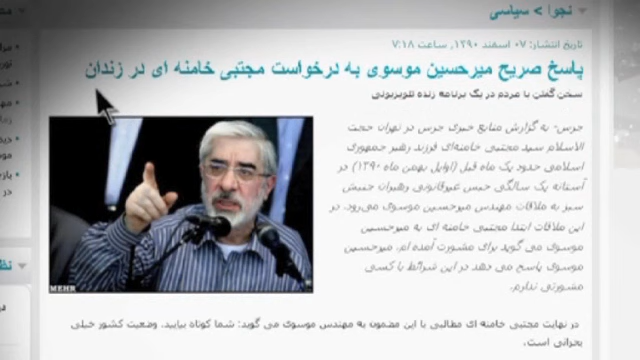 نجوا > سیاسی
تاریخ انتشار: ۰۷ اسفند ۱۳۹۰, ساعت ۷:۱۸
پاسخ صریح میرحسین موسوی به درخواست مجتبی خامنه ای در زندان
سخن گفتن با مردم در یک برنامه زنده تلویزیونی
جرس- به گزارش منابع خبری جرس در تهران حجت
الاسلام سید مجتبی خامنه‌ای فرزند رهبر جمهوری
اسلامی حدود یک ماه قبل (اوایل بهمن ماه ۱۳۹۰) در
آستانه یک سالگی حبس غیرقانونی رهبران جنبش
سبز به ملاقات مهندس میرحسین موسوی می‌رود. در
این ملاقات ابتدا مجتبی خامنه ای به میرحسین
موسوی می گوید برای مشورت آمده ام. میرحسین
موسوی پاسخ می دهد در این شرائط با کسی
مشورتی ندارم.
MEHR
در نهایت مجتبی خامنه ای مطالبی با این مضمون به مهندس موسوی می گوید: شما کوتاه بیایید. وضعیت کشور خیلی
بحرانی است.